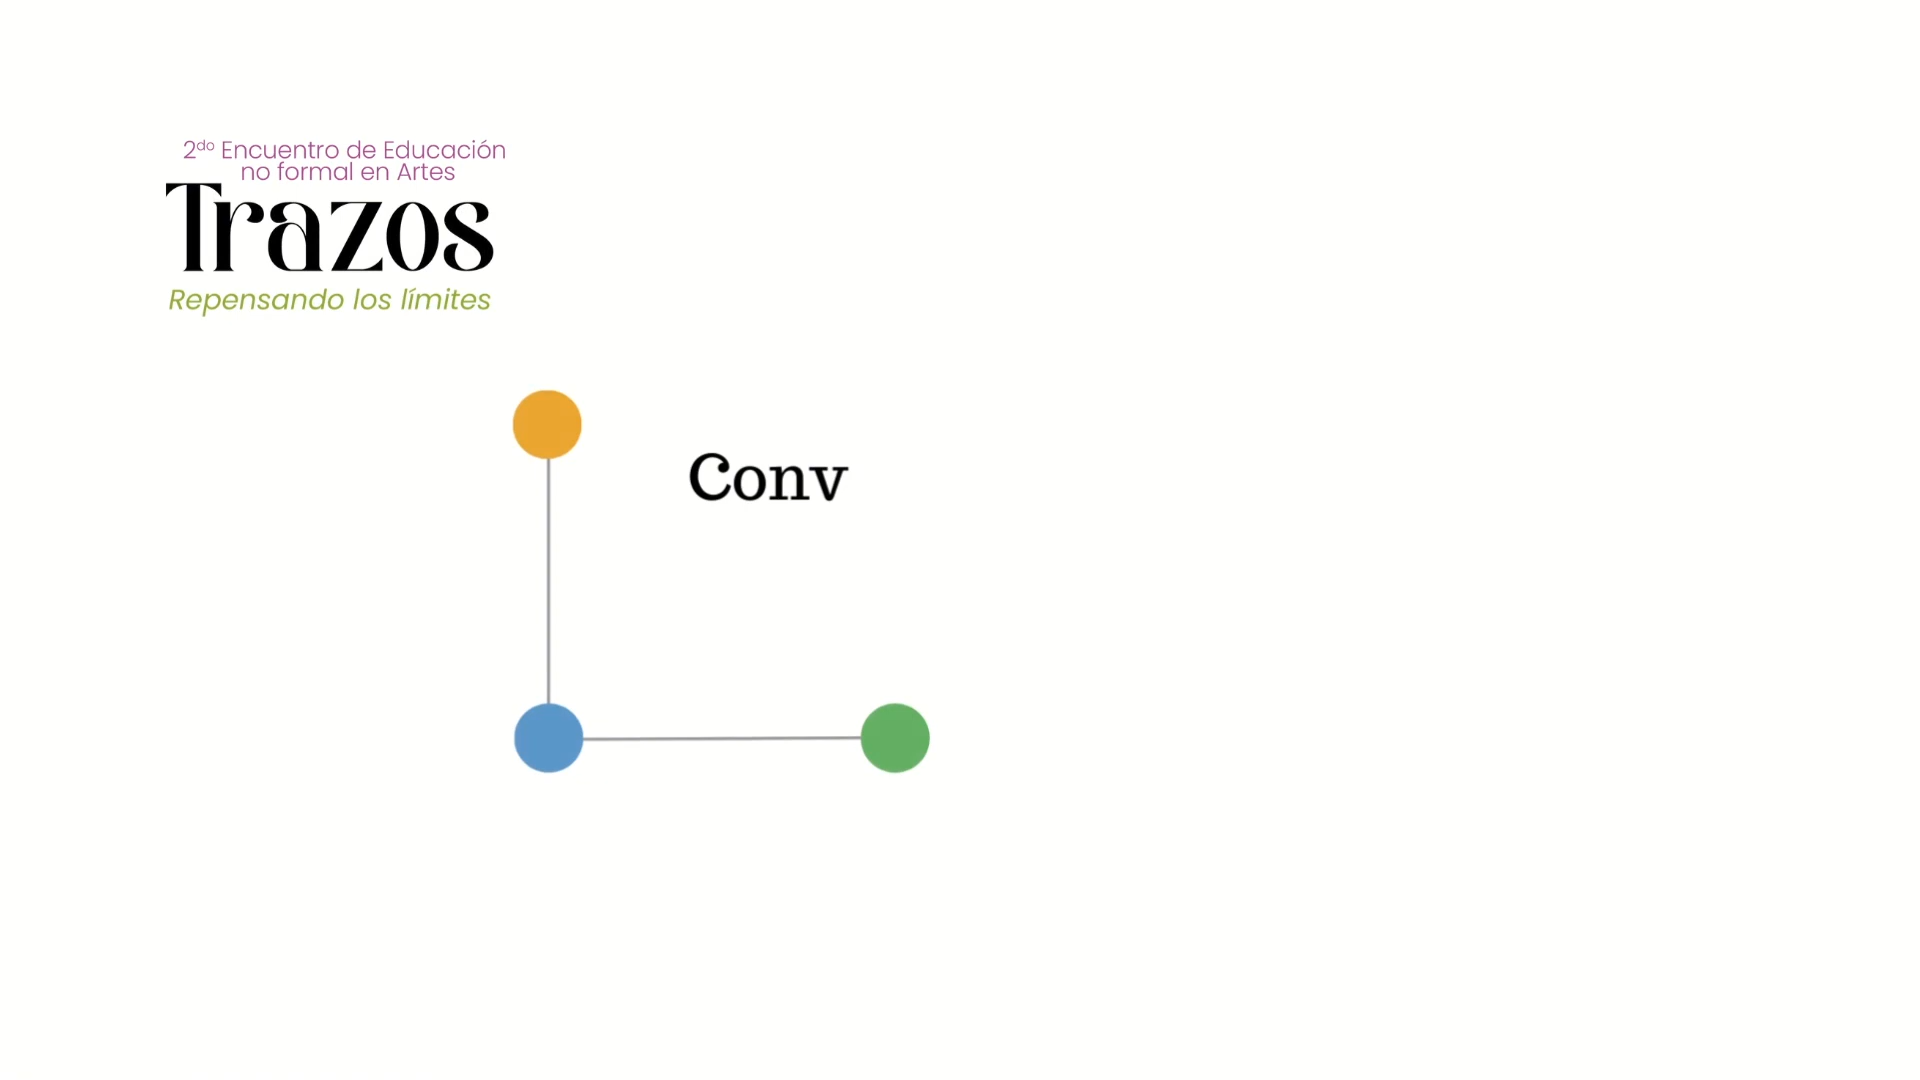 2do Encuentro de Educación
no formal en Artes
Trazos
Repensando los límites
Conv